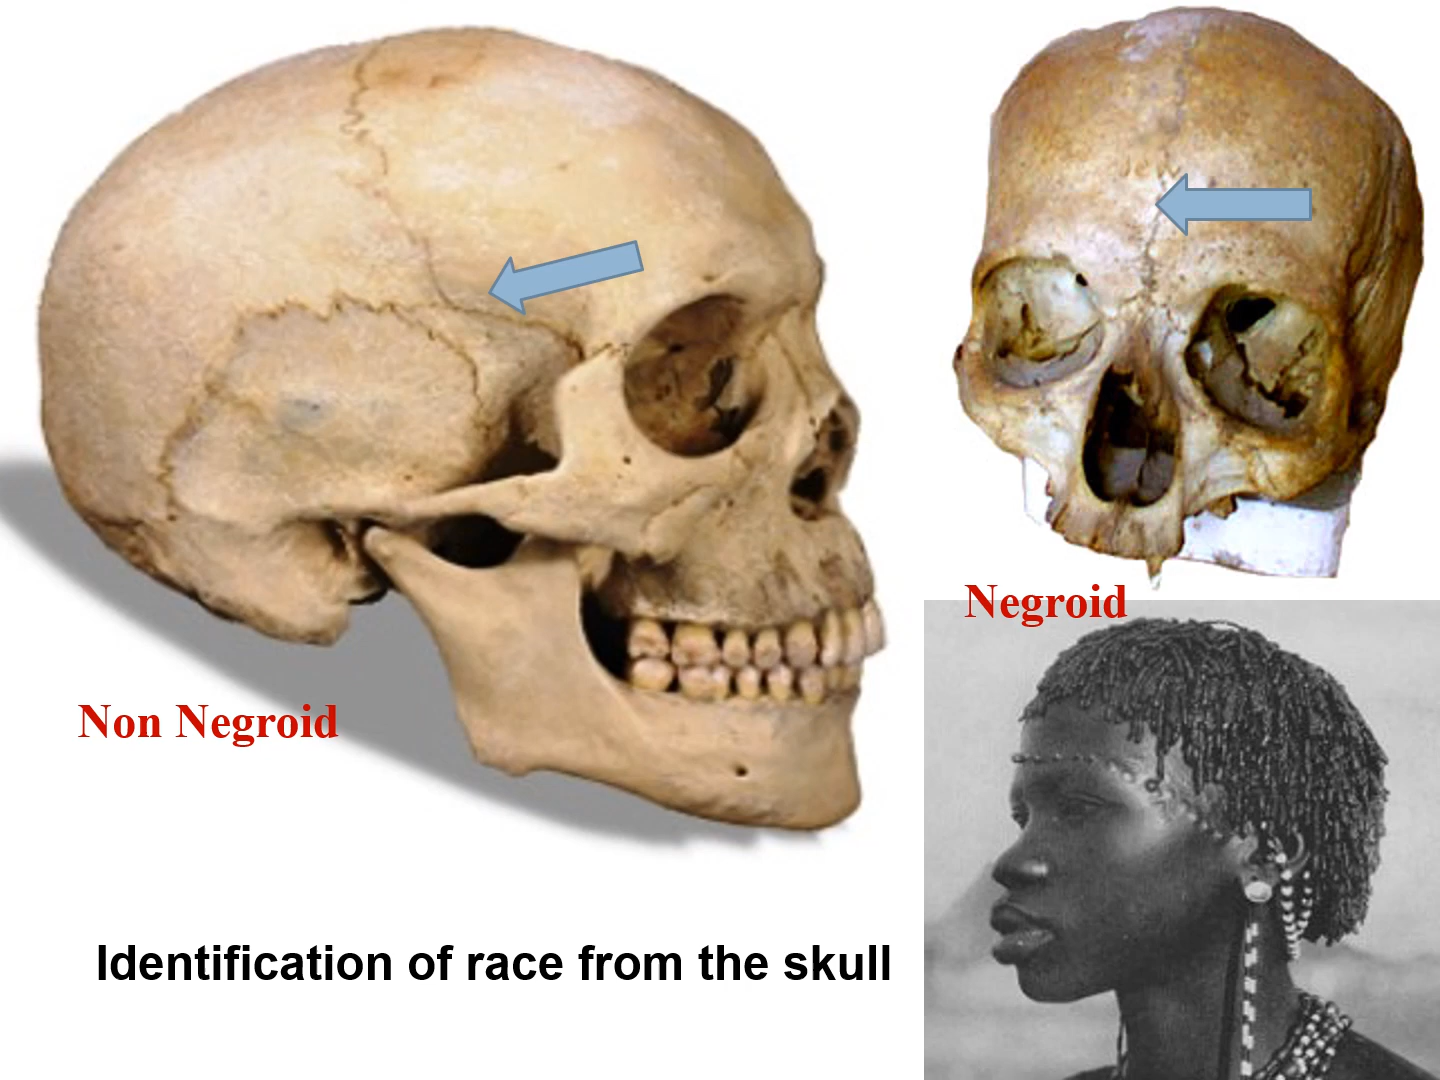 Negroid
Non Negroid
Identification of race from the skull